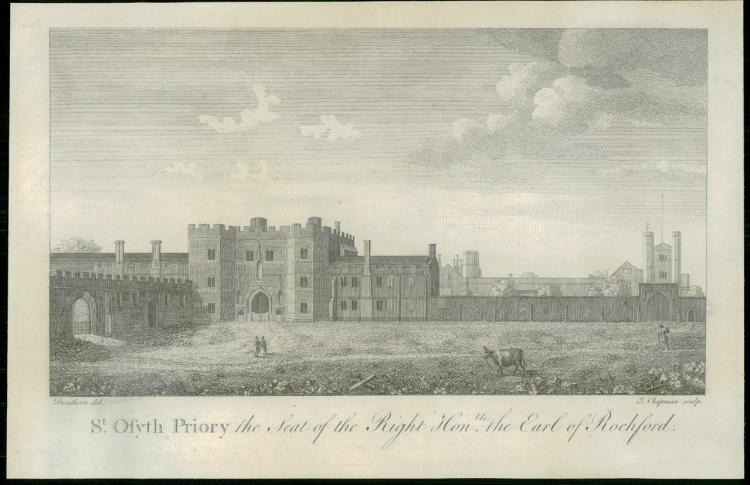 Dunthorn del.
J. Chapman sculp.
St. Osyth Priory the Seat of the Right Honble. the Earl of Rochford.